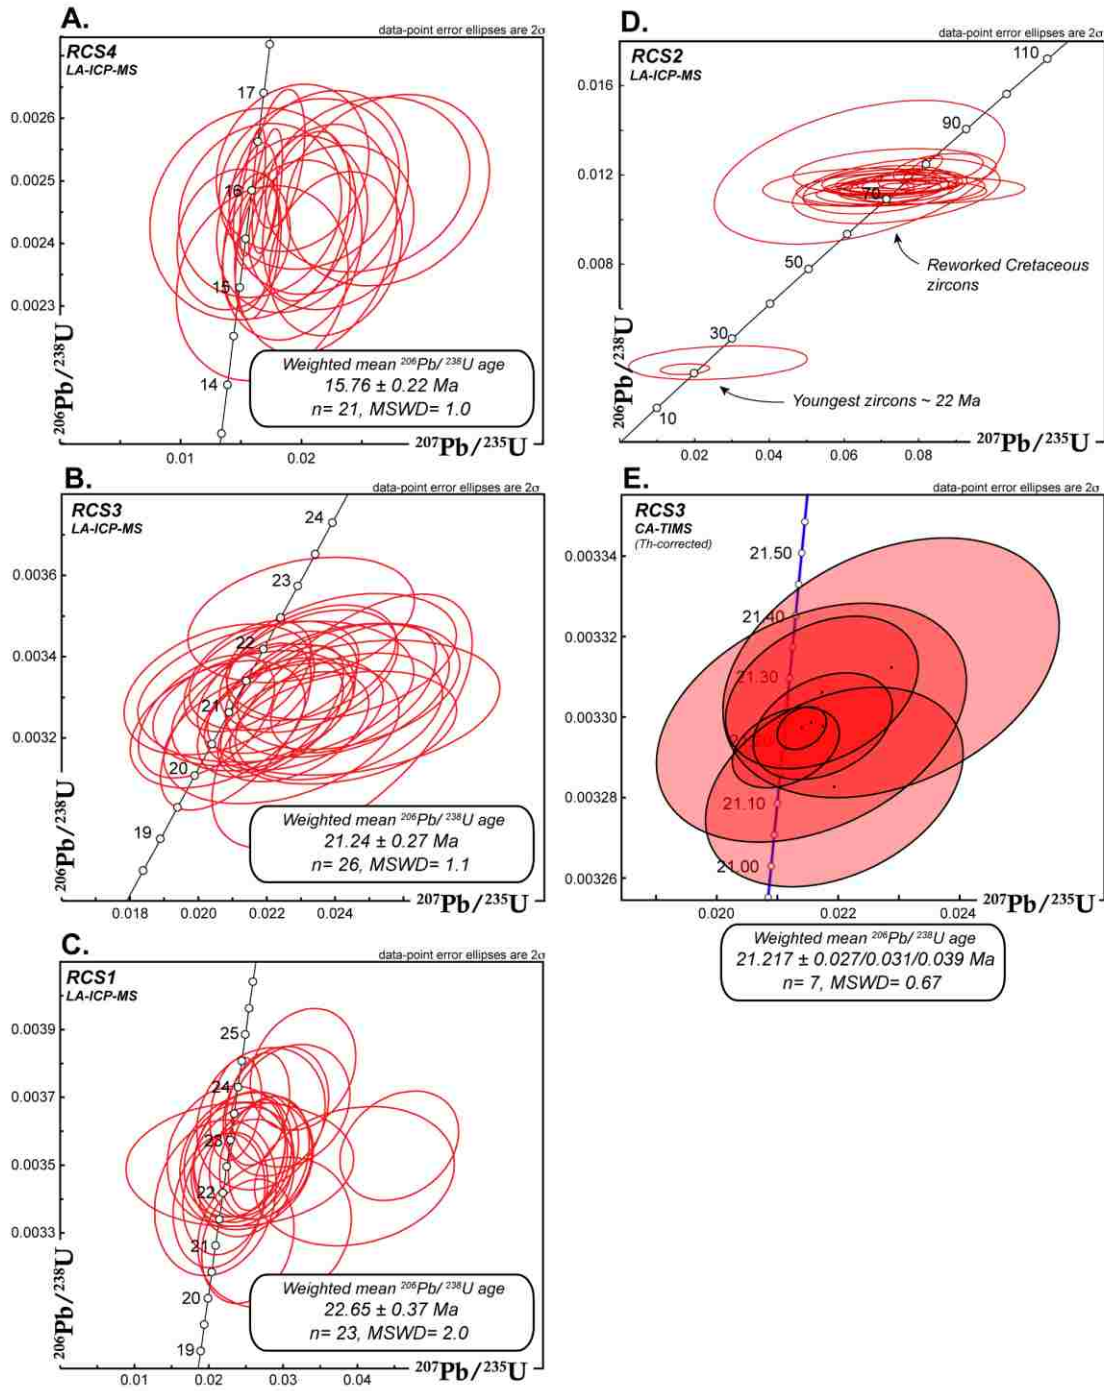 A.
data-point error ellipses are 2σ
RCS4
LA-ICP-MS
17
16
15
14
0.0026
0.0025
0.0024
0.0023
²⁰⁶Pb/²³⁸U
Weighted mean ²⁰⁶Pb/ ²³⁸U age
15.76 ± 0.22 Ma
n= 21, MSWD= 1.0
²⁰⁷Pb/²³⁵U
0.01
0.02
B.
data-point error ellipses are 2σ
RCS3
LA-ICP-MS
24
23
22
21
20
19
0.0036
0.0034
0.0032
²⁰⁶Pb/²³⁸U
Weighted mean ²⁰⁶Pb/ ²³⁸U age
21.24 ± 0.27 Ma
n= 26, MSWD= 1.1
²⁰⁷Pb/²³⁵U
0.018
0.020
0.022
0.024
C.
data-point error ellipses are 2σ
RCS1
LA-ICP-MS
25
24
23
22
21
20
19
0.0039
0.0037
0.0035
0.0033
²⁰⁶Pb/²³⁸U
Weighted mean ²⁰⁶Pb/ ²³⁸U age
22.65 ± 0.37 Ma
n= 23, MSWD= 2.0
²⁰⁷Pb/²³⁵U
0.01
0.02
0.03
0.04
D.
data-point error ellipses are 2σ
RCS2
LA-ICP-MS
110
90
70
50
30
10
0.016
0.012
0.008
²⁰⁶Pb/²³⁸U
Reworked Cretaceous
zircons
Youngest zircons ~ 22 Ma
²⁰⁷Pb/²³⁵U
0.02
0.04
0.06
0.08
E.
data-point error ellipses are 2σ
RCS3
CA-TIMS
(Th-corrected)
21.50
21.40
21.30
21.10
21.00
0.00334
0.00332
0.00330
0.00328
0.00326
²⁰⁶Pb/²³⁸U
²⁰⁷Pb/²³⁵U
0.020
0.022
0.024
Weighted mean ²⁰⁶Pb/ ²³⁸U age
21.217 ± 0.027/0.031/0.039 Ma
n= 7, MSWD= 0.67